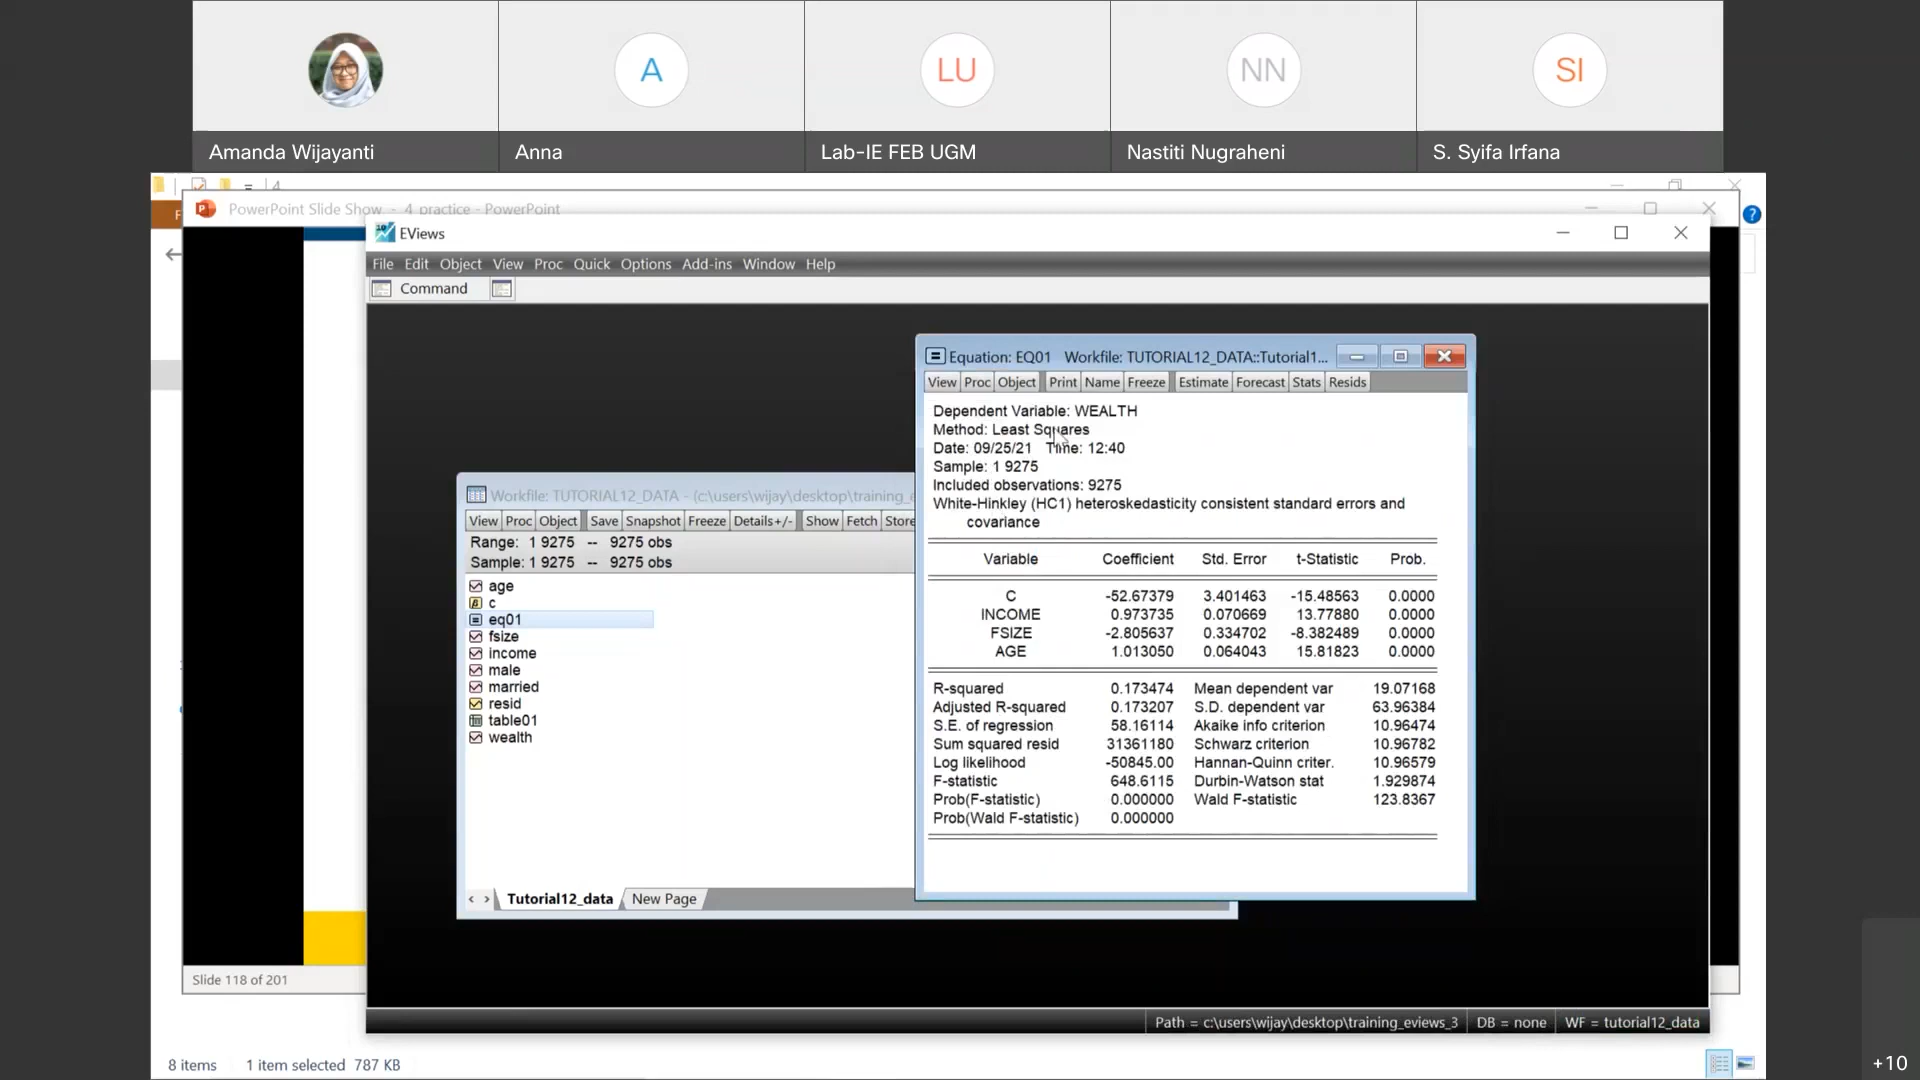 A
LU
NN
SI
Amanda Wijayanti
Anna
Lab-IE FEB UGM
Nastiti Nugraheni
S. Syifa Irfana
4
PowerPoint Slide Show - 4_practice - PowerPoint
EViews
File Edit Object View Proc Quick Options Add-ins Window Help
Command
Equation: EQ01 Workfile: TUTORIAL12_DATA::Tutorial1...
View Proc Object Print Name Freeze Estimate Forecast Stats Resids
Dependent Variable: WEALTH
Method: Least Squares
Date: 09/25/21 Time: 12:40
Sample: 1 9275
Included observations: 9275
White-Hinkley (HC1) heteroskedasticity consistent standard errors and
covariance
Variable Coefficient Std. Error t-Statistic Prob.
C -52.67379 3.401463 -15.48563 0.0000
INCOME 0.973735 0.070669 13.77880 0.0000
FSIZE -2.805637 0.334702 -8.382489 0.0000
AGE 1.013050 0.064043 15.81823 0.0000
R-squared 0.173474 Mean dependent var 19.07168
Adjusted R-squared 0.173207 S.D. dependent var 63.96384
S.E. of regression 58.16114 Akaike info criterion 10.96474
Sum squared resid 31361180 Schwarz criterion 10.96782
Log likelihood -50845.00 Hannan-Quinn criter. 10.96579
F-statistic 648.6115 Durbin-Watson stat 1.929874
Prob(F-statistic) 0.000000 Wald F-statistic 123.8367
Prob(Wald F-statistic) 0.000000
Workfile: TUTORIAL12_DATA - (c:\users\wijay\desktop\training_e
View Proc Object Save Snapshot Freeze Details+/- Show Fetch Store
Range: 1 9275 -- 9275 obs
Sample: 1 9275 -- 9275 obs
age
c
eq01
fsize
income
male
married
resid
table01
wealth
Tutorial12_data New Page
Slide 118 of 201
Path = c:\users\wijay\desktop\training_eviews_3 DB = none WF = tutorial12_data
8 items 1 item selected 787 KB
+10